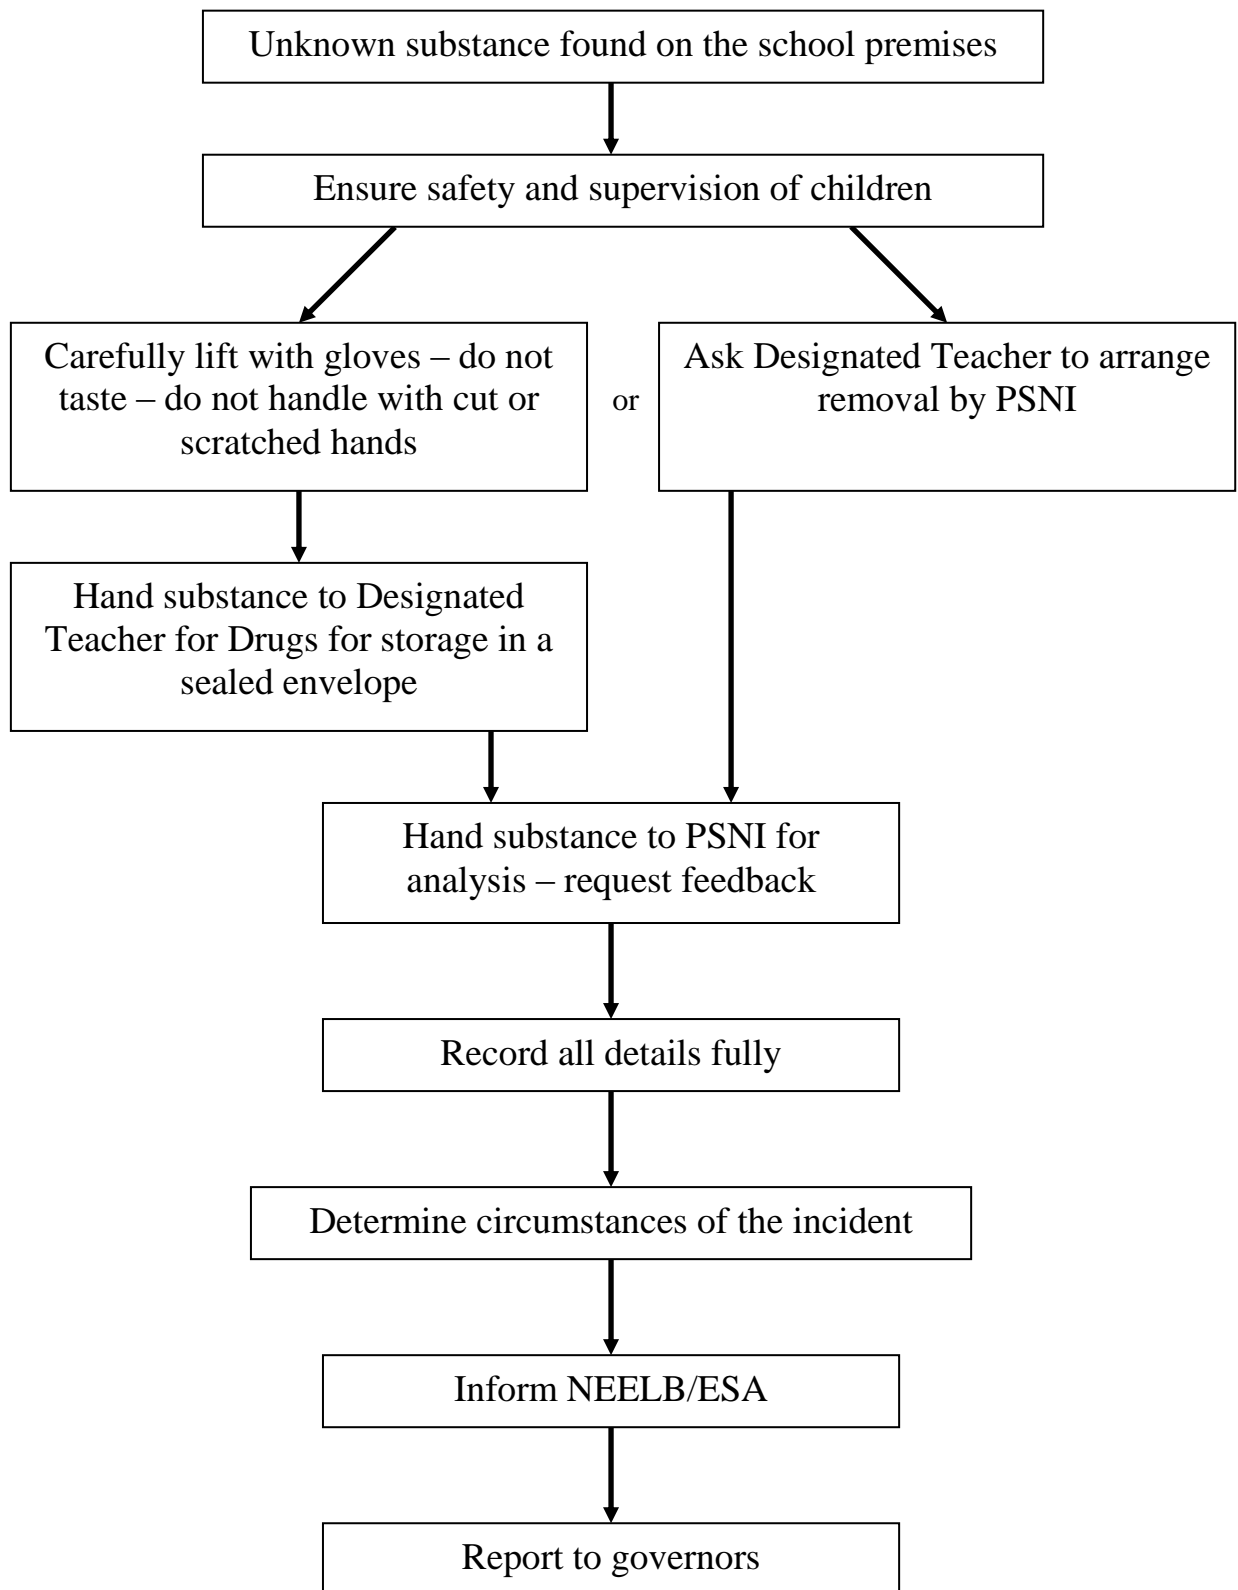 Unknown substance found on the school premises
Ensure safety and supervision of children
Carefully lift with gloves – do not
taste – do not handle with cut or
scratched hands
or
Ask Designated Teacher to arrange
removal by PSNI
Hand substance to Designated
Teacher for Drugs for storage in a
sealed envelope
Hand substance to PSNI for
analysis – request feedback
Record all details fully
Determine circumstances of the incident
Inform NEELB/ESA
Report to governors